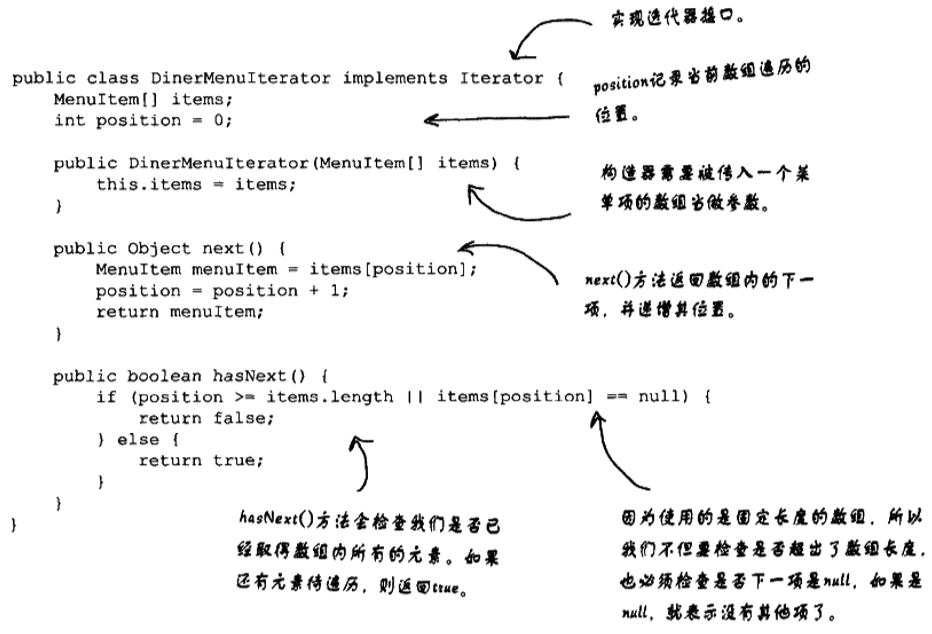 实现迭代器接口。
public class DinerMenuIterator implements Iterator {
MenuItem[] items;
int position = 0;
position记录当前数组遍历的
位置。
public DinerMenuIterator(MenuItem[] items) {
this.items = items;
}
构造器需要被传入一个菜
单项的数组当做参数。
public Object next() {
MenuItem menuItem = items[position];
position = position + 1;
return menuItem;
}
next()方法返回数组内的下一
项，并递增其位置。
public boolean hasNext() {
if (position >= items.length || items[position] == null) {
return false;
} else {
return true;
}
}
}
hasNext()方法会检查我们是否已
经取得数组内所有的元素。如果
还有元素待遍历，则返回true。
因为使用的是固定长度的数组，所以
我们不但要检查是否超出了数组长度，
也必须检查是否下一项是null，如果是
null，就表示没有其他项了。